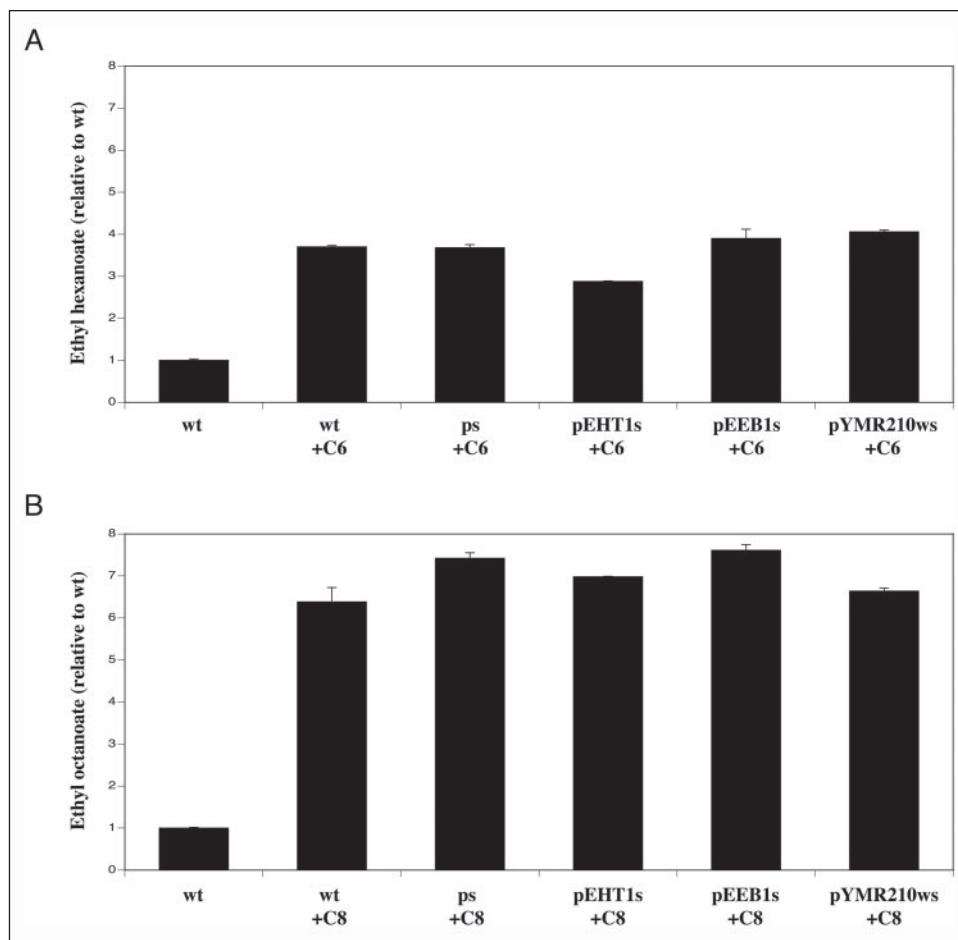 A
Ethyl hexanoate (relative to wt)
8
7
6
5
4
3
2
1
0
wt wt ps pEHT1s pEEB1s pYMR210ws
+C6 +C6 +C6 +C6 +C6
B
Ethyl octanoate (relative to wt)
8
7
6
5
4
3
2
1
0
wt wt ps pEHT1s pEEB1s pYMR210ws
+C8 +C8 +C8 +C8 +C8